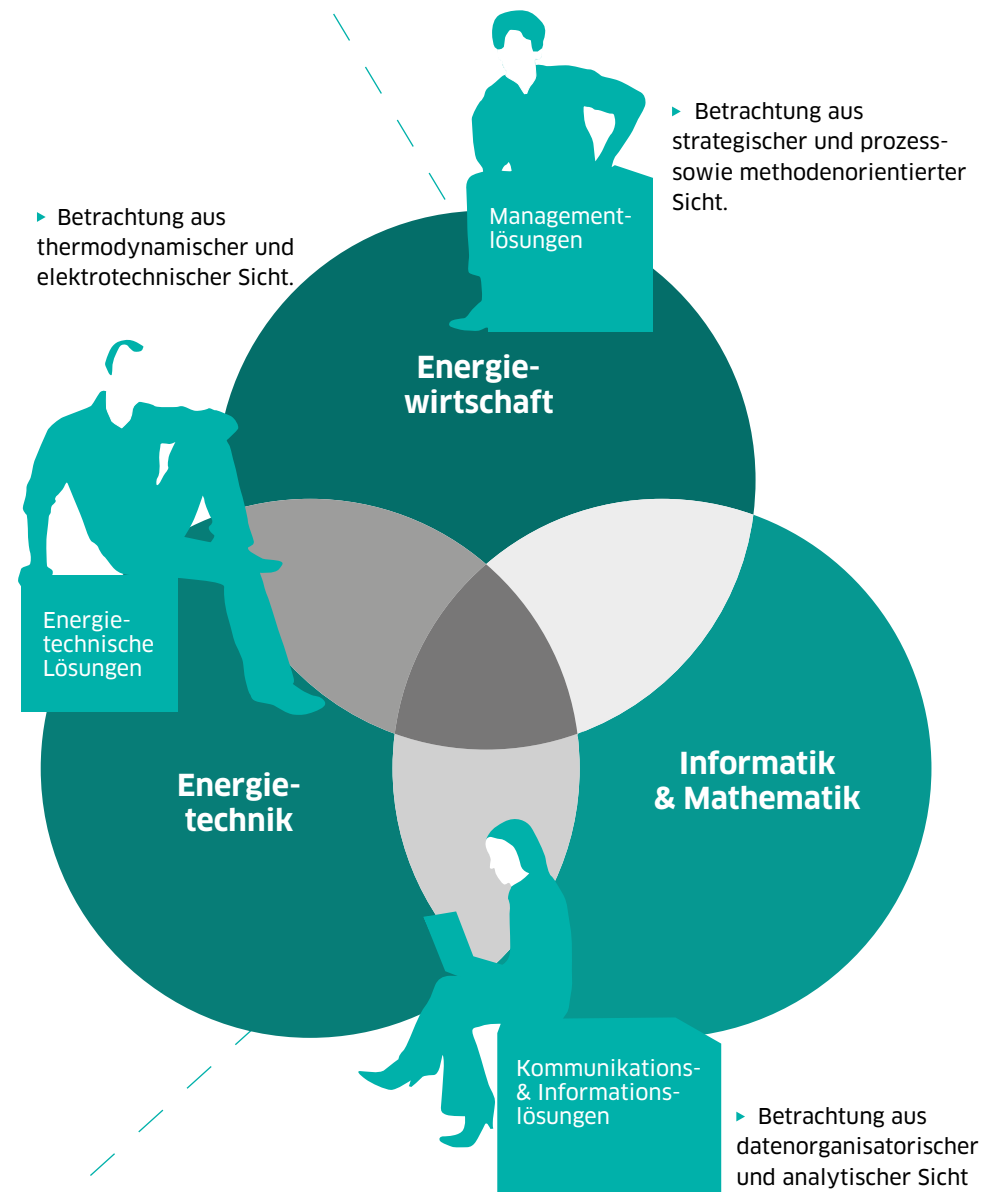 ▸ Betrachtung aus
strategischer und prozess-
sowie methodenorientierter
Sicht.
Management-
lösungen
▸ Betrachtung aus
thermodynamischer und
elektrotechnischer Sicht.
Energie-
wirtschaft
Energie-
technische
Lösungen
Informatik
& Mathematik
Energie-
technik
Kommunikations-
& Informations-
lösungen
▸ Betrachtung aus
datenorganisatorischer
und analytischer Sicht